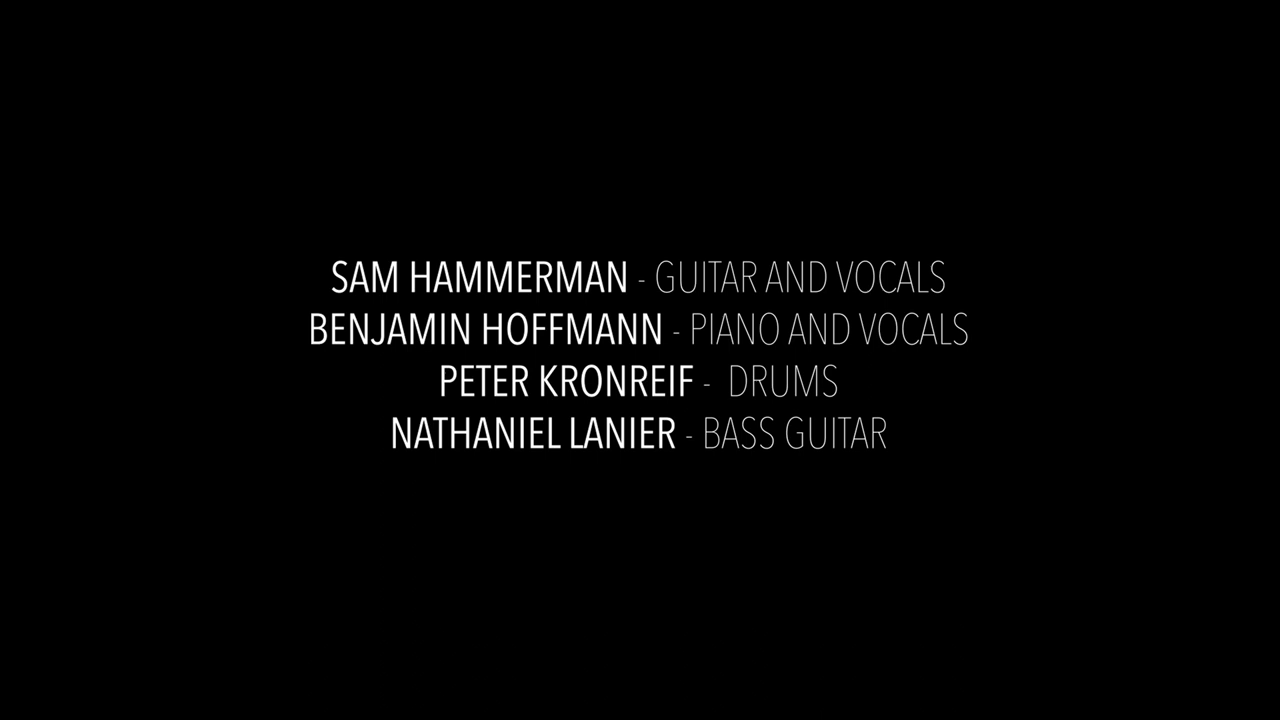 SAM HAMMERMAN - GUITAR AND VOCALS
BENJAMIN HOFFMANN - PIANO AND VOCALS
PETER KRONREIF - DRUMS
NATHANIEL LANIER - BASS GUITAR